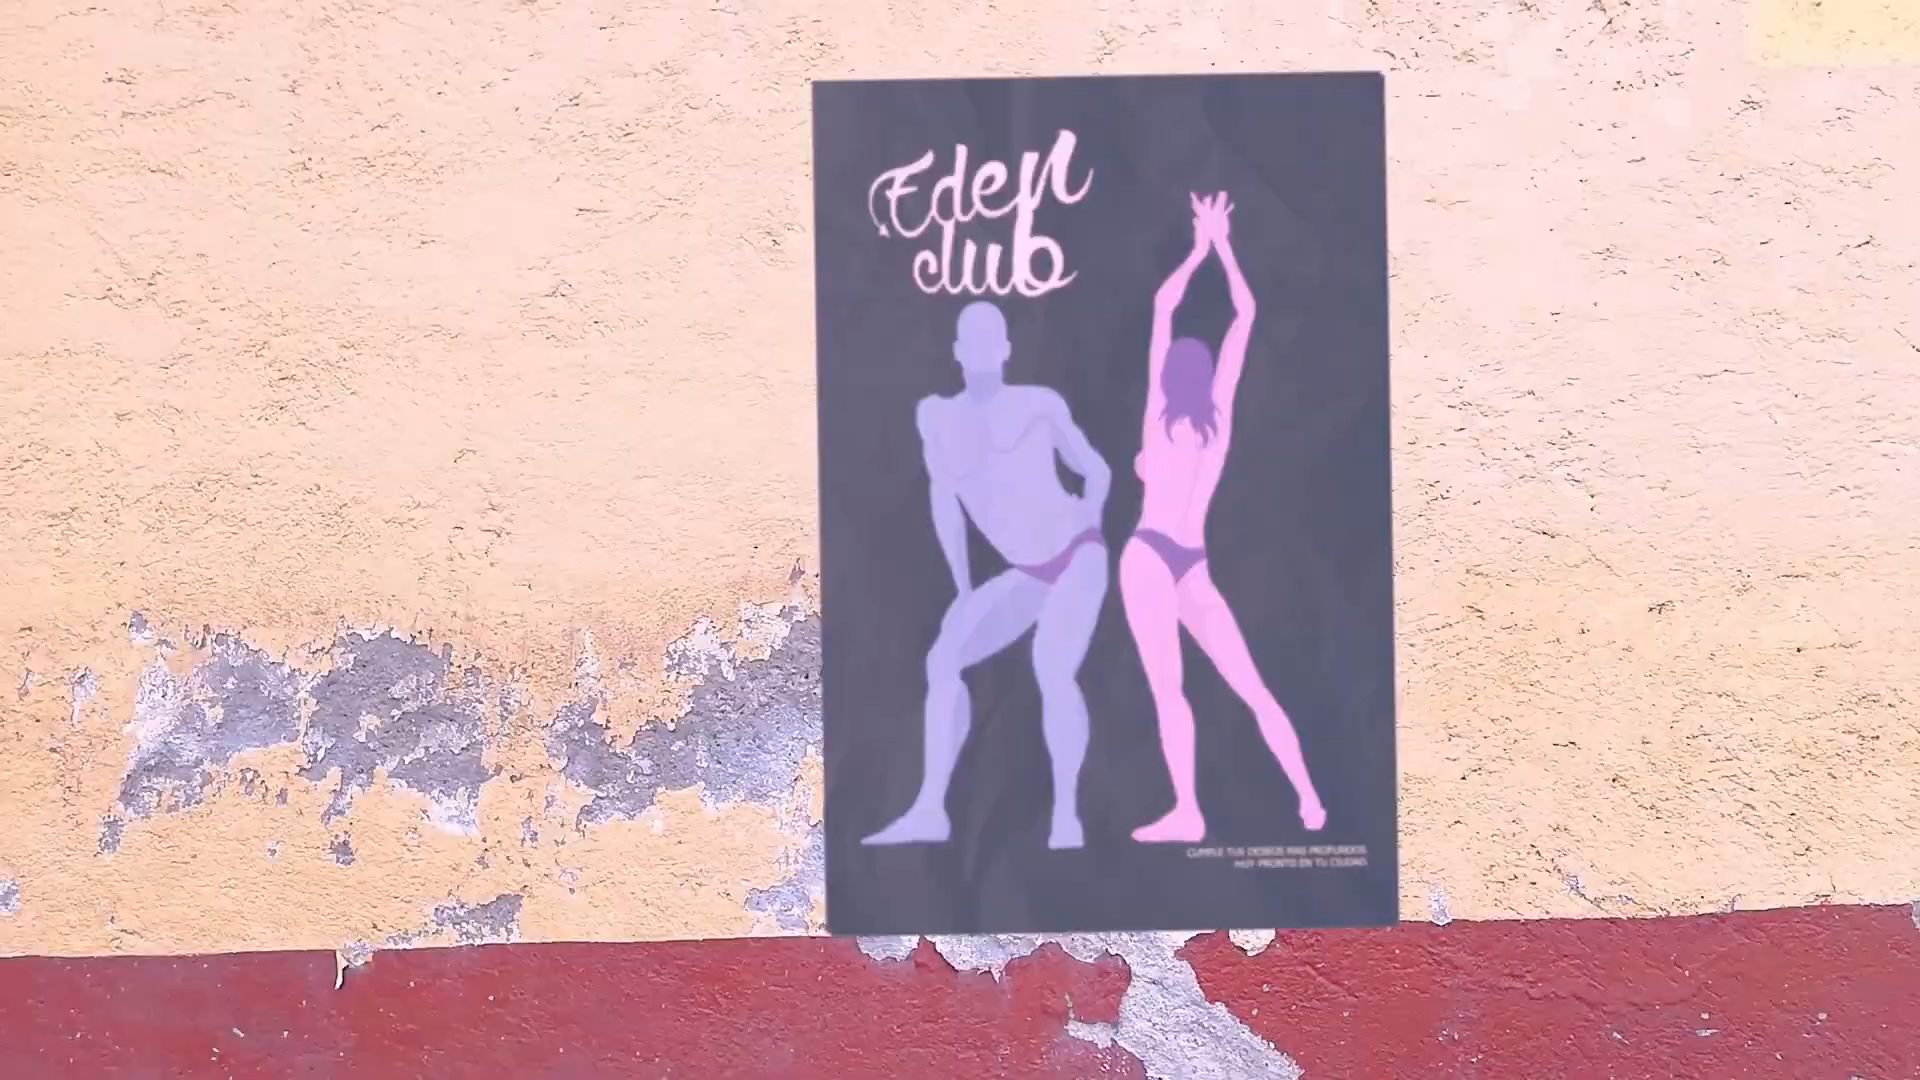 Eden
club
CUMPLE TUS DESEOS MAS PROFUNDOS
MUY PRONTO EN TU CIUDAD